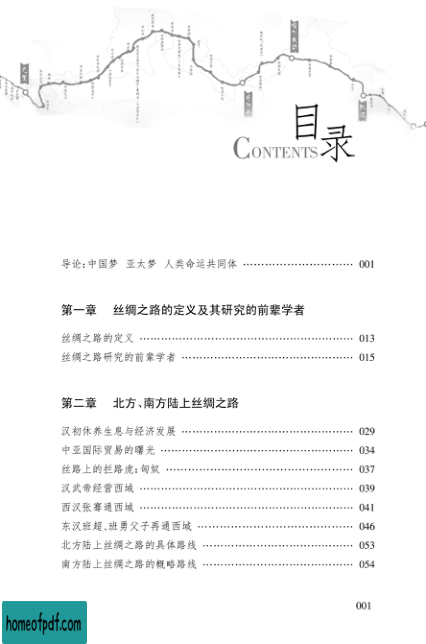 目录
CONTENTS
导论:中国梦 亚太梦 人类命运共同体 ………………………… 001
第一章 丝绸之路的定义及其研究的前辈学者
丝绸之路的定义 ………………………………………………… 013
丝绸之路研究的前辈学者 ……………………………………… 015
第二章 北方、南方陆上丝绸之路
汉初休养生息与经济发展 ……………………………………… 029
中亚国际贸易的曙光 …………………………………………… 034
丝路上的拦路虎:匈奴 ………………………………………… 037
汉武帝经营西域 ………………………………………………… 039
西汉张骞通西域 ………………………………………………… 041
东汉班超、班勇父子再通西域 ………………………………… 046
北方陆上丝绸之路的具体路线 ………………………………… 053
南方陆上丝绸之路的概略路线 ………………………………… 054
001
homeofpdf.com